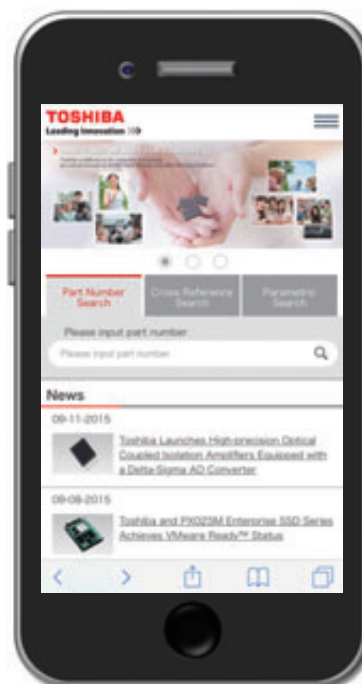 TOSHIBA
Leading Innovation >>>
Part Number
Search
Cross Reference
Search
Parametric
Search
Please input part number
Please input part number
News
09-11-2015
Toshiba Launches High-precision Optical
Coupled Isolation Amplifiers Equipped with
a Delta-Sigma AD Converter
09-08-2015
Toshiba and PX02SM Enterprise SSD Series
Achieves VMware Ready™ Status